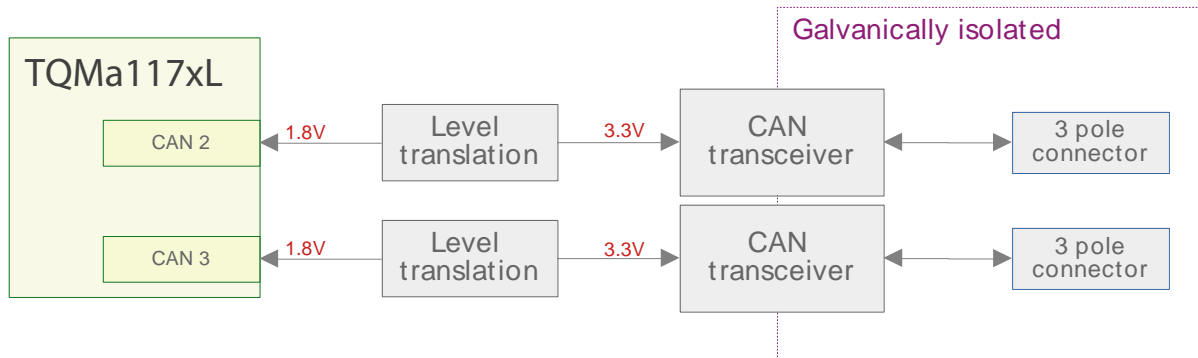 Galvanically isolated
TQMa117xL
CAN 2
1.8V
Level
translation
3.3V
CAN
transceiver
3 pole
connector
CAN 3
1.8V
Level
translation
3.3V
CAN
transceiver
3 pole
connector